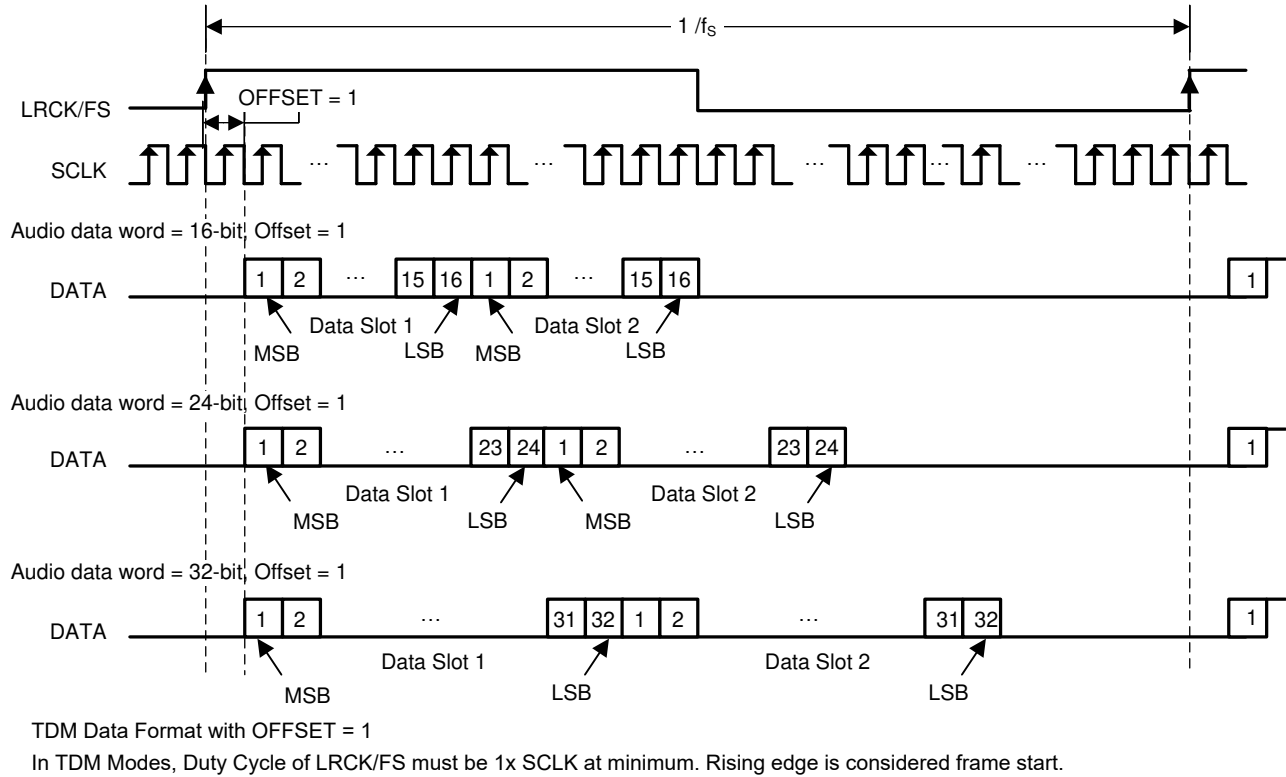 1 /fS
LRCK/FS
OFFSET = 1
SCLK
... ... ... ... ...
Audio data word = 16-bit, Offset = 1
DATA
1 2 ... 15 16 1 2 ... 15 16 1
Data Slot 1 Data Slot 2
MSB LSB MSB LSB
Audio data word = 24-bit, Offset = 1
DATA
1 2 ... 23 24 1 2 ... 23 24 1
Data Slot 1 Data Slot 2
MSB LSB MSB LSB
Audio data word = 32-bit, Offset = 1
DATA
1 2 ... 31 32 1 2 ... 31 32 1
Data Slot 1 Data Slot 2
MSB LSB LSB
TDM Data Format with OFFSET = 1
In TDM Modes, Duty Cycle of LRCK/FS must be 1x SCLK at minimum. Rising edge is considered frame start.